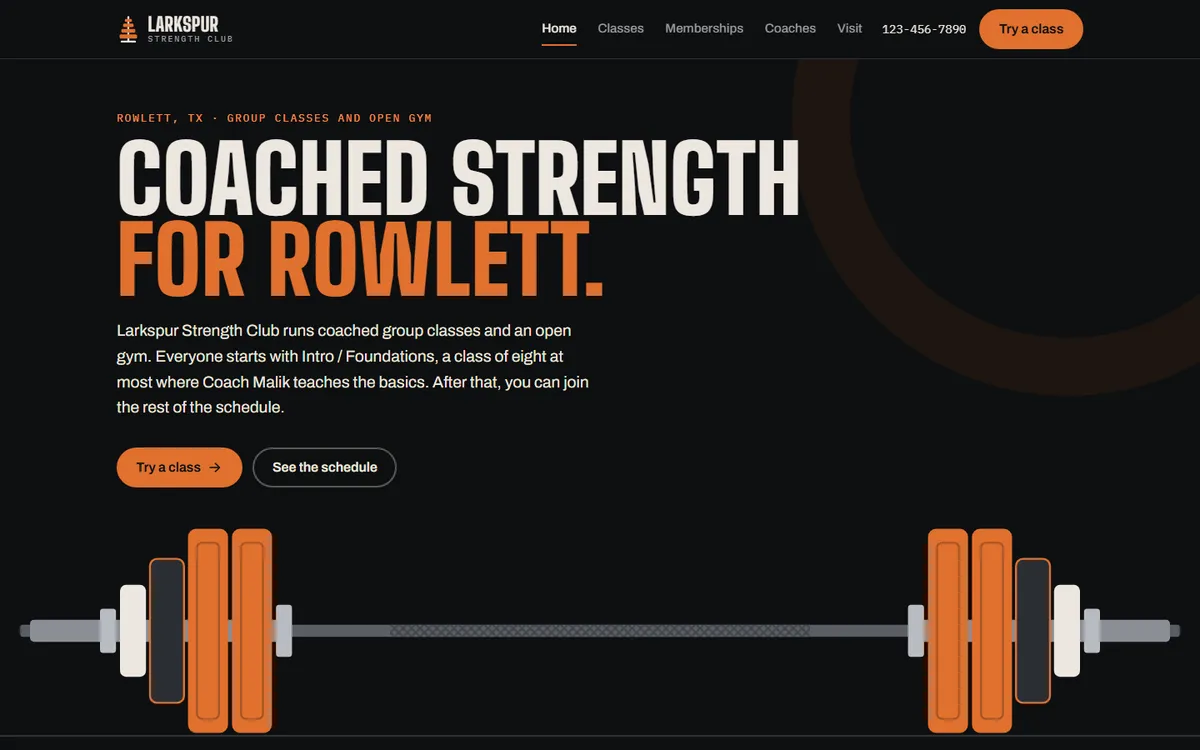 LARKSPUR
STRENGTH CLUB
Home Classes Memberships Coaches Visit 123-456-7890 Try a class
ROWLETT, TX · GROUP CLASSES AND OPEN GYM
COACHED STRENGTH
FOR ROWLETT.
Larkspur Strength Club runs coached group classes and an open
gym. Everyone starts with Intro / Foundations, a class of eight at
most where Coach Malik teaches the basics. After that, you can join
the rest of the schedule.
Try a class → See the schedule